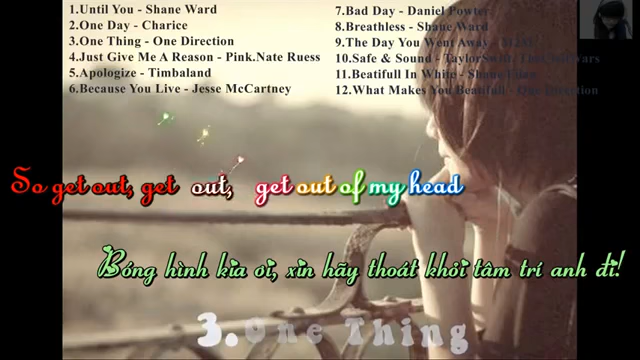 1.Until You - Shane Ward
2.One Day - Charice
3.One Thing - One Direction
4.Just Give Me A Reason - Pink.Nate Ruess
5.Apologize - Timbaland
6.Because You Live - Jesse McCartney
7.Bad Day - Daniel Powter
8.Breathless - Shane Ward
9.The Day You Went Away -
10.Safe & Sound - Taylor Swift,
11.Beatifull In White - Shane
12.What Makes You Beautifull - One Direction
So get out, get out, get out of my head
Bóng hình kia ơi, xin hãy thoát khỏi tâm trí anh đi!
3.One Thing